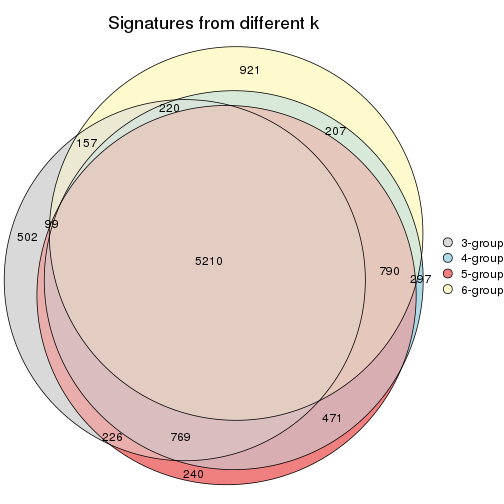 Signatures from different k
921
220
207
157
99
502
5210
790
297
471
226
769
240
3-group
4-group
5-group
6-group